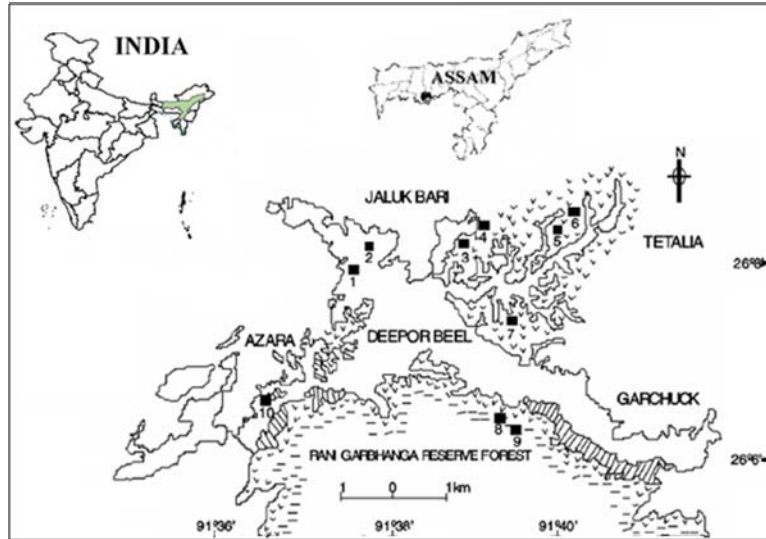 INDIA
ASSAM
N
JALUK BARI
6
4
5
2
3
TETALIA
26°8'
1
7
DEEPOR BEEL
AZARA
GARCHUCK
10
8
9
RANI GARBHANGA RESERVE FOREST
26°6'
1 0 1km
91°36' 91°38' 91°40'